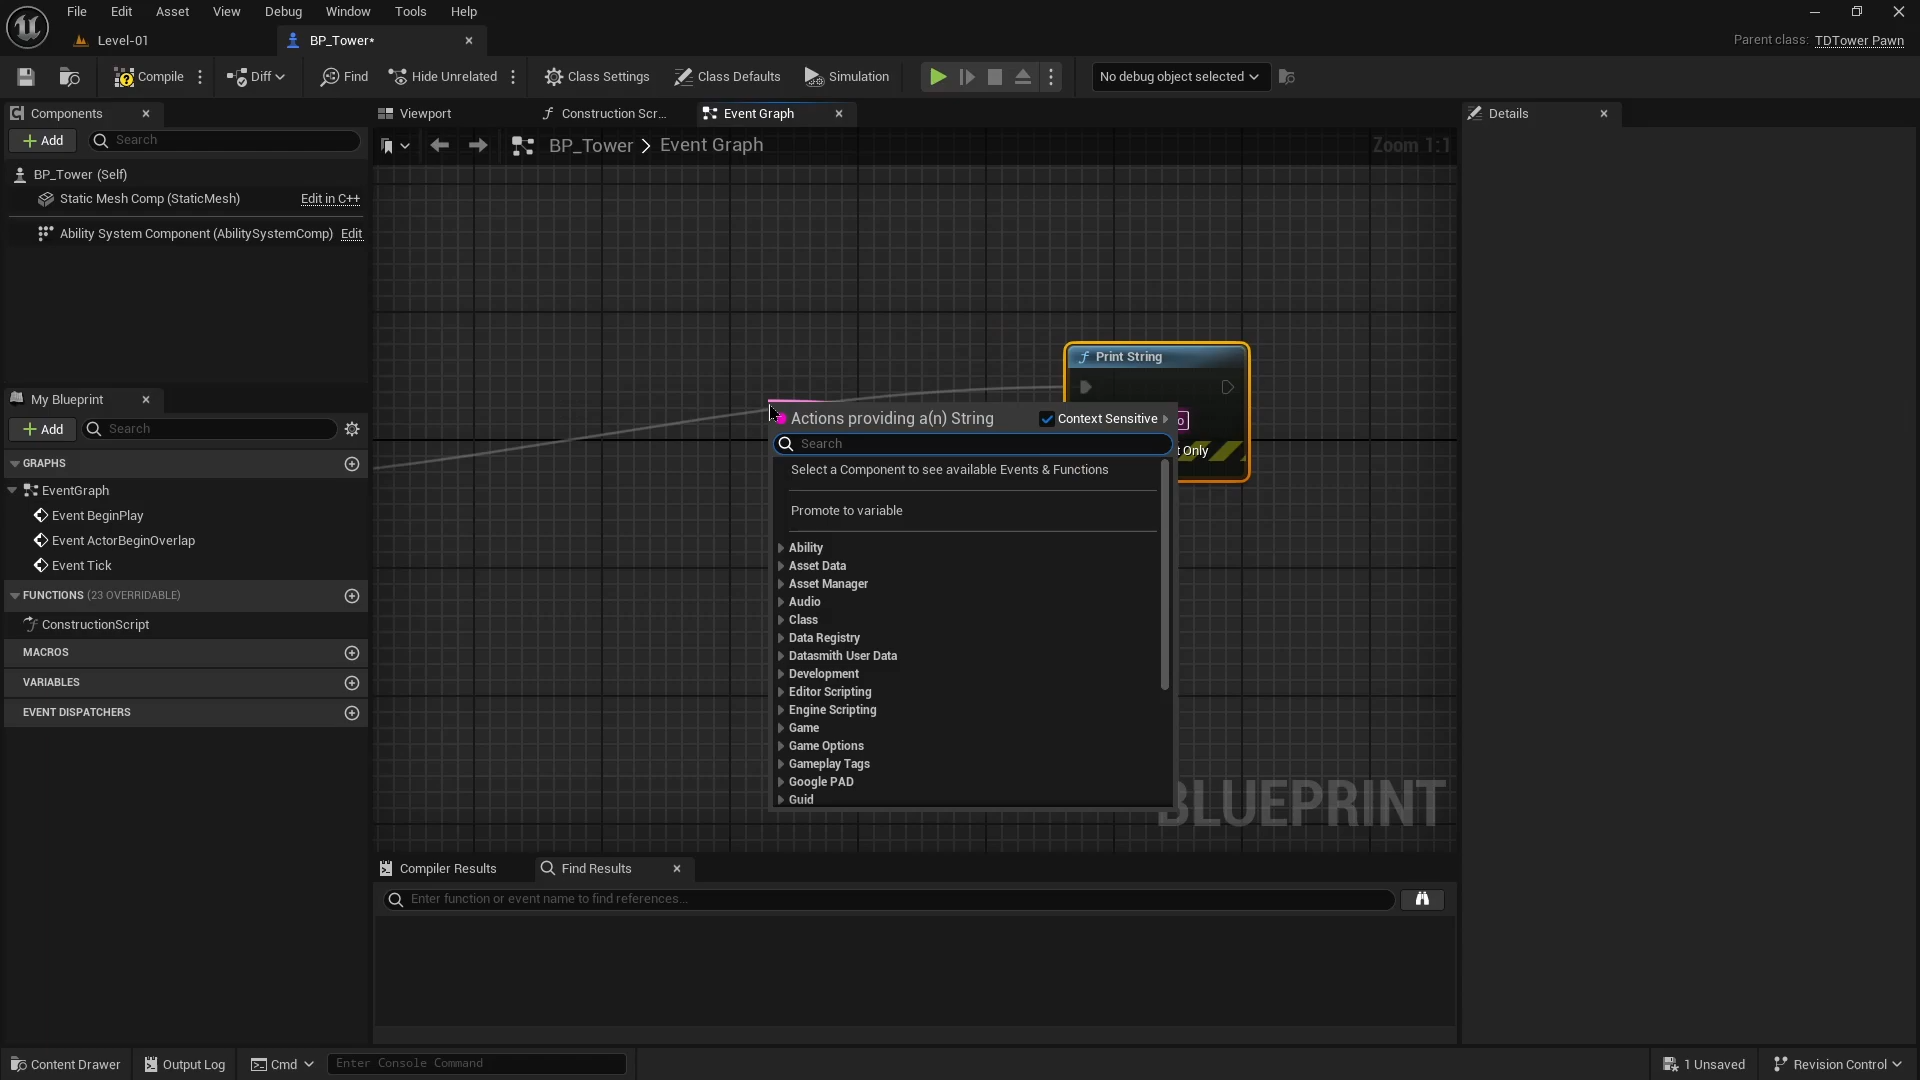 File Edit Asset View Debug Window Tools Help
Level-01
BP_Tower*
Parent class: TDTower Pawn
Compile
Diff
Find
Hide Unrelated
Class Settings
Class Defaults
Simulation
No debug object selected
Components
Add
Search
BP_Tower (Self)
Static Mesh Comp (StaticMesh) Edit in C++
Ability System Component (AbilitySystemComp) Edit
My Blueprint
Add
Search
GRAPHS
EventGraph
Event BeginPlay
Event ActorBeginOverlap
Event Tick
FUNCTIONS (23 OVERRIDABLE)
ConstructionScript
MACROS
VARIABLES
EVENT DISPATCHERS
Viewport
Construction Scr...
Event Graph
BP_Tower > Event Graph
Zoom 1:1
Print String
o
t Only
Actions providing a(n) String
Context Sensitive
Search
Select a Component to see available Events & Functions
Promote to variable
Ability
Asset Data
Asset Manager
Audio
Class
Data Registry
Datasmith User Data
Development
Editor Scripting
Engine Scripting
Game
Game Options
Gameplay Tags
Google PAD
Guid
BLUEPRINT
Compiler Results
Find Results
Enter function or event name to find references...
Details
Content Drawer
Output Log
Cmd
Enter Console Command
1 Unsaved
Revision Control